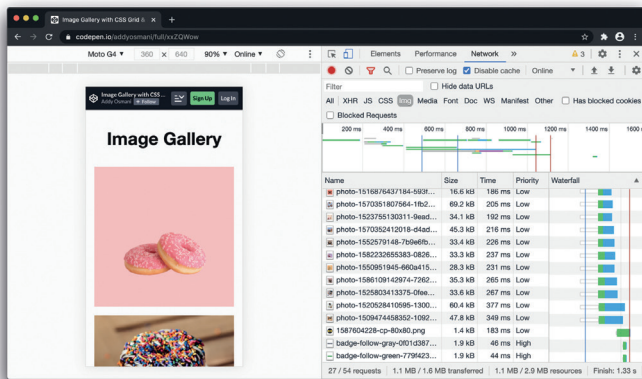 Image Gallery with CSS Grid &
codepen.io/addyosmani/full/xxZQWow
Moto G4 ▼ 360 × 640 90% ▼ Online ▼
Elements Performance Network » 3
Preserve log Disable cache Online ▼
Filter Hide data URLs
All XHR JS CSS Img Media Font Doc WS Manifest Other Has blocked cookies
Blocked Requests
200 ms 400 ms 600 ms 800 ms 1000 ms 1200 ms 1400 ms 1600
Name Size Time Priority Waterfall
photo-1516876437184-593f... 16.6 kB 186 ms Low
photo-1570351807564-1fb2... 69.2 kB 205 ms Low
photo-1523755130311-9ead... 34.1 kB 192 ms Low
photo-1570352412018-d4ad... 45.3 kB 216 ms Low
photo-1552579148-7b9e6fb... 33.4 kB 226 ms Low
photo-1582232655383-0826... 33.3 kB 237 ms Low
photo-1550951945-660a415... 28.3 kB 231 ms Low
photo-1586109142974-7262... 35.3 kB 265 ms Low
photo-1525803413375-0fee... 33.6 kB 267 ms Low
photo-1520528410695-1300... 60.4 kB 377 ms Low
photo-1509474458352-1092... 47.8 kB 349 ms Low
1587604228-cp-80x80.png 1.4 kB 183 ms Low
badge-follow-gray-0f01d387... 1.9 kB 46 ms High
badge-follow-green-779f423... 1.9 kB 44 ms High
27 / 54 requests 1.1 MB / 1.6 MB transferred 1.1 MB / 2.9 MB resources Finish: 1.33 s
Image Gallery with CSS ...
Addy Osmani + Follow
Sign Up Log In
Image Gallery